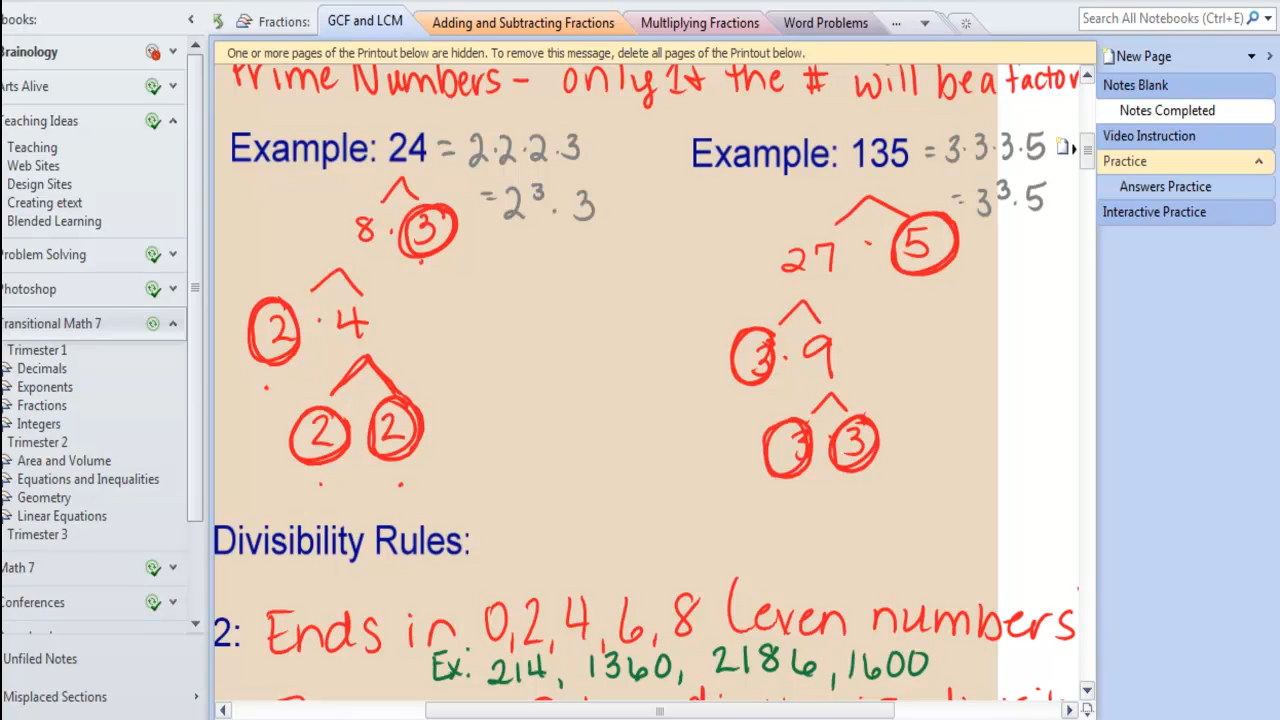 books:
Fractions:
GCF and LCM
Adding and Subtracting Fractions
Mutliplying Fractions
Word Problems
...
Search All Notebooks (Ctrl+E)
Brainology
Arts Alive
Teaching Ideas
Teaching
Web Sites
Design Sites
Creating etext
Blended Learning
Problem Solving
Photoshop
Transitional Math 7
Trimester 1
Decimals
Exponents
Fractions
Integers
Trimester 2
Area and Volume
Equations and Inequalities
Geometry
Linear Equations
Trimester 3
Math 7
Conferences
Unfiled Notes
Misplaced Sections
One or more pages of the Printout below are hidden. To remove this message, delete all pages of the Printout below.
Prime Numbers - only 1 & the # will be a factor
Example: 24 = 2·2·2·3
= 2³·3
8 · 3
2 · 4
2 2
Example: 135 = 3·3·3·5
= 3³·5
27 · 5
3 · 9
3 3
Divisibility Rules:
2: Ends in 0,2,4,6,8 (even numbers
Ex: 214, 1360, 2186, 1600
New Page
Notes Blank
Notes Completed
Video Instruction
Practice
Answers Practice
Interactive Practice